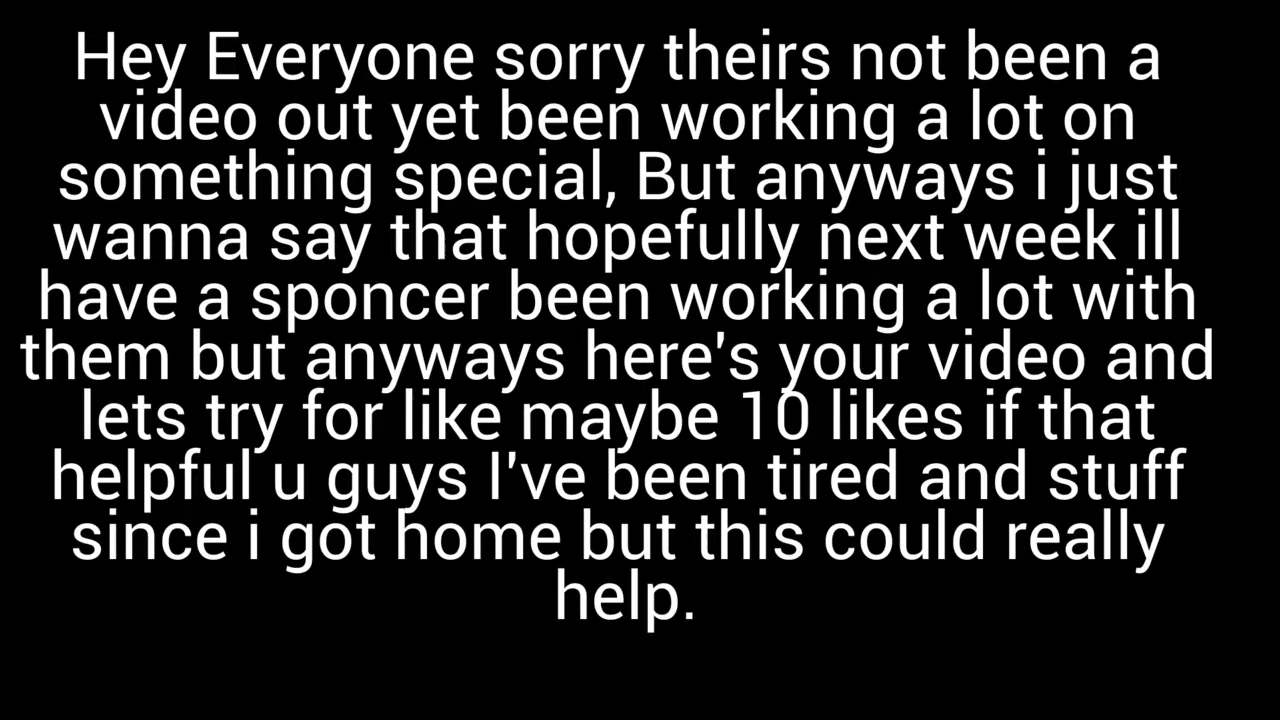 Hey Everyone sorry theirs not been a
video out yet been working a lot on
something special, But anyways i just
wanna say that hopefully next week ill
have a sponcer been working a lot with
them but anyways here's your video and
lets try for like maybe 10 likes if that
helpful u guys I've been tired and stuff
since i got home but this could really
help.